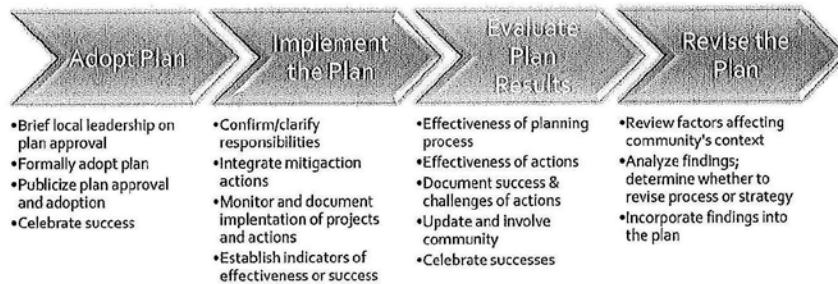 Adopt Plan
Implement
the Plan
Evaluate
Plan
Results
Revise the
Plan
•Brief local leadership on
plan approval
•Formally adopt plan
•Publicize plan approval
and adoption
•Celebrate success
•Confirm/clarify
responsibilities
•Integrate mitigaction
actions
•Monitor and document
implentation of projects
and actions
•Establish indicators of
effectiveness or success
•Effectiveness of planning
process
•Effectiveness of actions
•Document success &
challenges of actions
•Update and involve
community
•Celebrate successes
•Review factors affecting
community's context
•Analyze findings;
determine whether to
revise process or strategy
•Incorporate findings into
the plan